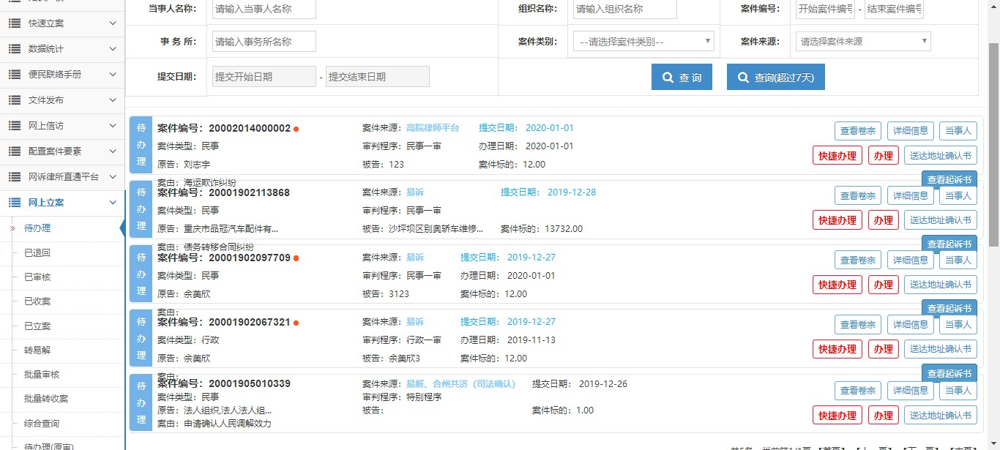 当事人名称: 请输入当事人名称 组织名称: 请输入组织名称 案件编号: 开始案件编号 - 结束案件编号
事 务 所: 请输入事务所名称 案件类别: --请选择案件类别-- 案件来源: 请选择案件来源
提交日期: 提交开始日期 - 提交结束日期 查 询 查询(超过7天)
快速立案
数据统计
便民联络手册
文件发布
网上信访
配置案件要素
网诉律所直通平台
网上立案
待办理
已退回
已审核
已收案
已立案
转易解
批量审核
批量转收案
综合查询
待办理(原审)
待办理
案件编号: 20002014000002 案件来源: 高院律师平台 提交日期: 2020-01-01 查看卷宗 详细信息 当事人
案件类型: 民事 审判程序: 民事一审 办理日期: 2020-01-01
快捷办理 办理 送达地址确认书
原告: 刘志宇 被告: 123 案件标的: 12.00
案由: 海运欺诈纠纷 查看起诉书
待办理
案件编号: 20001902113868 案件来源: 易诉 提交日期: 2019-12-28 查看卷宗 详细信息 当事人
案件类型: 民事 审判程序: 民事一审
快捷办理 办理 送达地址确认书
原告: 重庆市品冠汽车配件有... 被告: 沙坪坝区别奥轿车维修... 案件标的: 13732.00
案由: 债务转移合同纠纷 查看起诉书
待办理
案件编号: 20001902097709 案件来源: 易诉 提交日期: 2019-12-27 查看卷宗 详细信息 当事人
案件类型: 民事 审判程序: 民事一审 办理日期: 2020-01-01
快捷办理 办理 送达地址确认书
原告: 余美欣 被告: 3123 案件标的: 12.00
案由: 查看起诉书
待办理
案件编号: 20001902067321 案件来源: 易诉 提交日期: 2019-12-27 查看卷宗 详细信息 当事人
案件类型: 行政 审判程序: 行政一审 办理日期: 2019-11-13
快捷办理 办理 送达地址确认书
原告: 余美欣 被告: 余美欣3 案件标的: 12.00
案由: 查看起诉书
待办理
案件编号: 20001905010339 案件来源: 易解、合州共济（司法确认） 提交日期: 2019-12-26 查看卷宗 详细信息 当事人
案件类型: 民事 审判程序: 特别程序
原告: 法人组织,法人法人组... 被告: 案件标的: 1.00 快捷办理 办理 送达地址确认书
案由: 申请确认人民调解效力